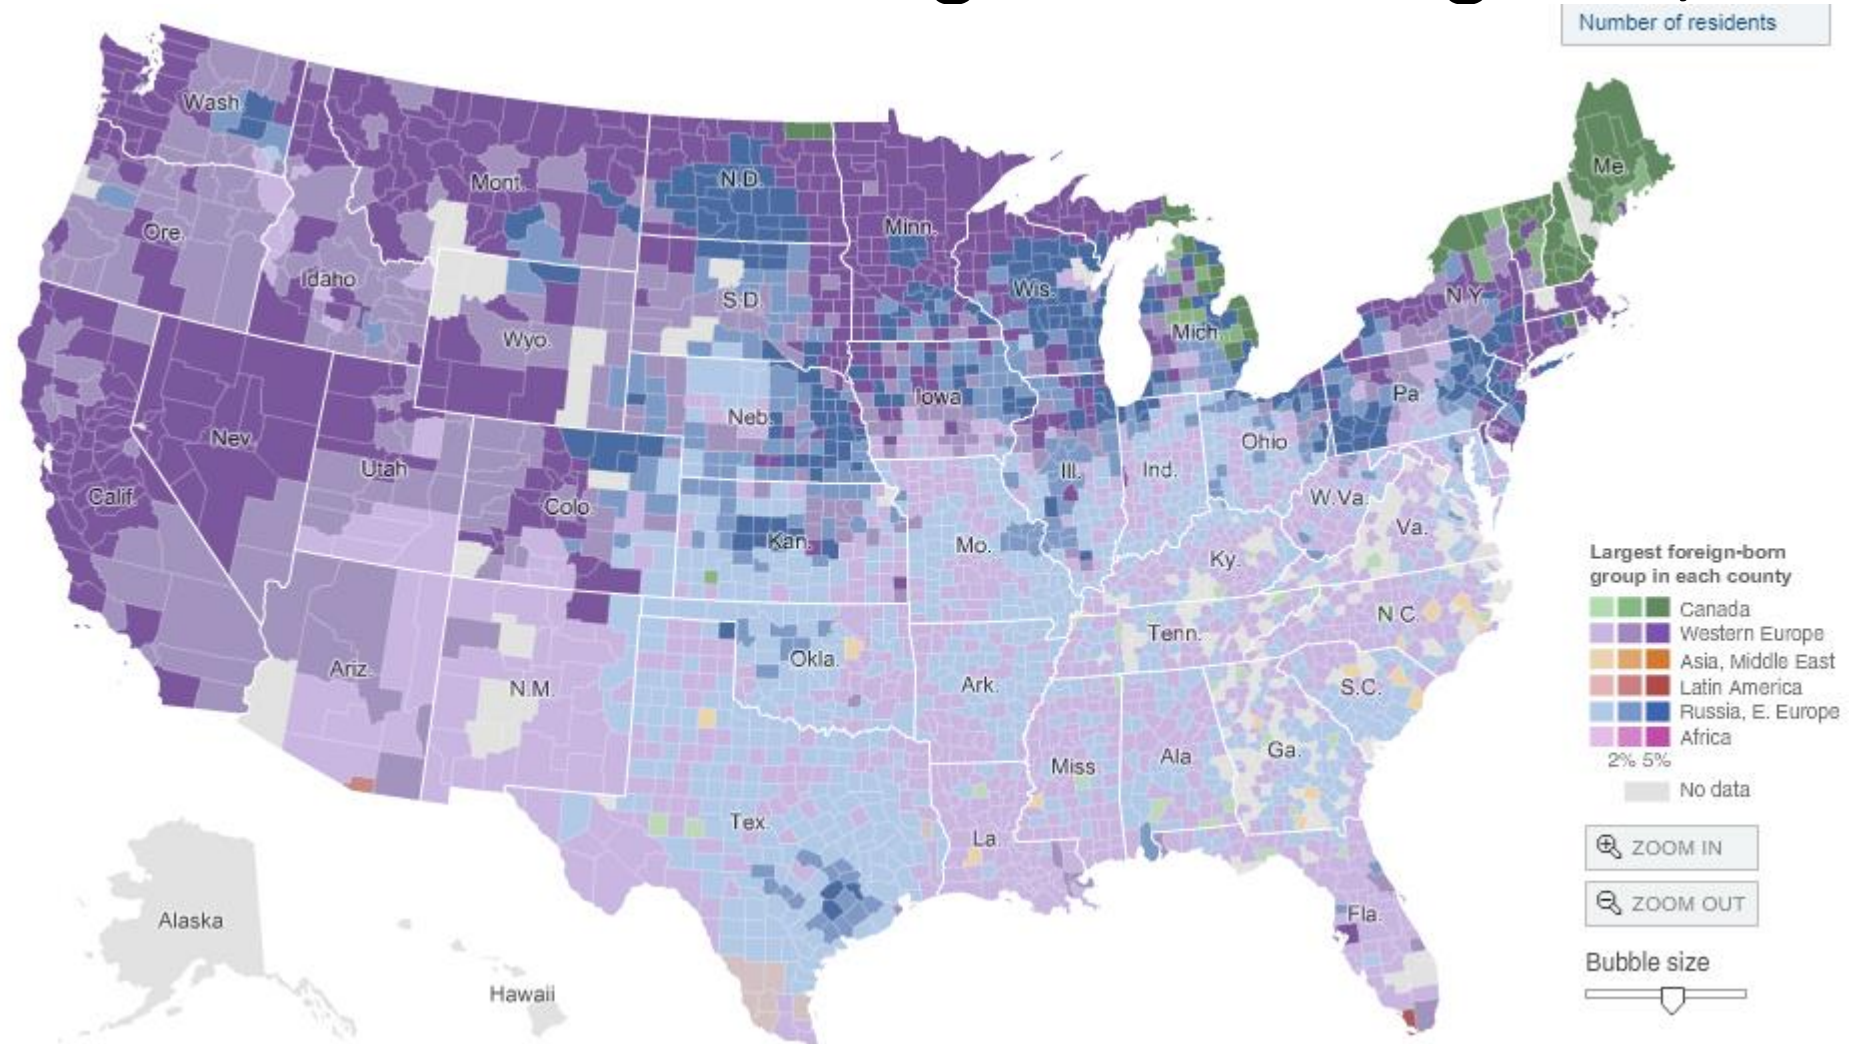 Number of residents
Wash.
Mont.
N.D.
Minn.
Me
Ore.
Idaho
S.D.
Wis.
Mich.
N Y
Wyo.
Neb.
Iowa
Pa
Nev.
Utah
Colo.
Ill.
Ind.
Ohio
Calif.
Kan.
Mo.
W.Va.
Va.
Ky.
Ariz.
N.M.
Okla.
Ark.
Tenn.
N C
S.C.
Tex.
La.
Miss
Ala
Ga.
Fla.
Alaska
Hawaii
Largest foreign-born
group in each county
Canada
Western Europe
Asia, Middle East
Latin America
Russia, E. Europe
Africa
2% 5%
No data
ZOOM IN
ZOOM OUT
Bubble size